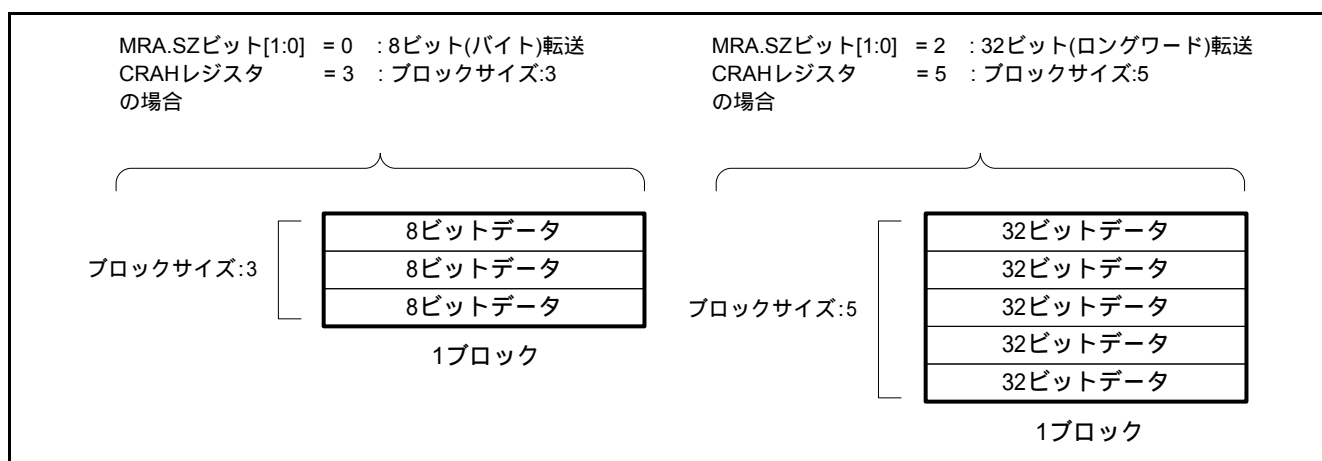 MRA.SZビット[1:0] = 0 : 8ビット(バイト)転送
CRAHレジスタ = 3 : ブロックサイズ:3
の場合
8ビットデータ
8ビットデータ
8ビットデータ
ブロックサイズ:3
1ブロック
MRA.SZビット[1:0] = 2 : 32ビット(ロングワード)転送
CRAHレジスタ = 5 : ブロックサイズ:5
の場合
32ビットデータ
32ビットデータ
32ビットデータ
32ビットデータ
32ビットデータ
ブロックサイズ:5
1ブロック